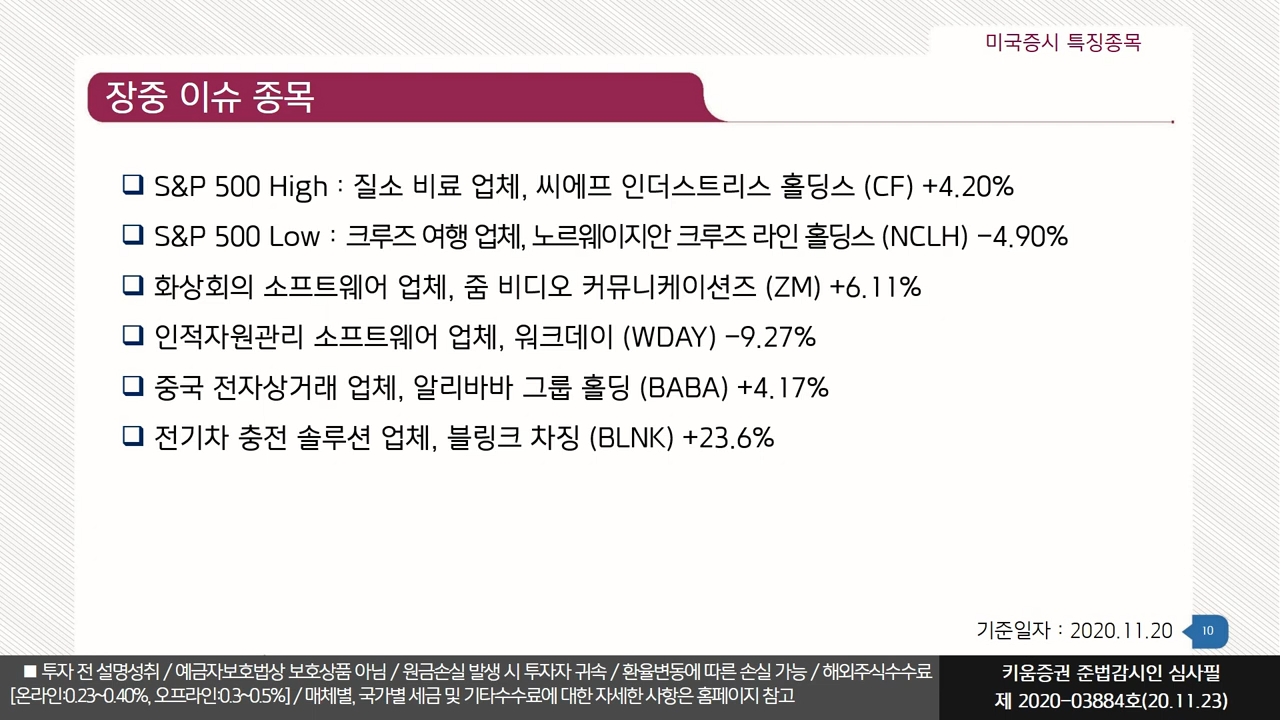 미국증시 특징종목
장중 이슈 종목
❑ S&P 500 High : 질소 비료 업체, 씨에프 인더스트리스 홀딩스 (CF) +4.20%
❑ S&P 500 Low : 크루즈 여행 업체, 노르웨이지안 크루즈 라인 홀딩스 (NCLH) -4.90%
❑ 화상회의 소프트웨어 업체, 줌 비디오 커뮤니케이션즈 (ZM) +6.11%
❑ 인적자원관리 소프트웨어 업체, 워크데이 (WDAY) -9.27%
❑ 중국 전자상거래 업체, 알리바바 그룹 홀딩 (BABA) +4.17%
❑ 전기차 충전 솔루션 업체, 블링크 차징 (BLNK) +23.6%
기준일자 : 2020.11.20
10
■ 투자 전 설명성취 / 예금자보호법상 보호상품 아님 / 원금손실 발생 시 투자자 귀속 / 환율변동에 따른 손실 가능 / 해외주식수수료
[온라인:0.23~0.40%, 오프라인:0.3~0.5%] / 매체별, 국가별 세금 및 기타수수료에 대한 자세한 사항은 홈페이지 참고
키움증권 준법감시인 심사필
제 2020-03884호(20.11.23)